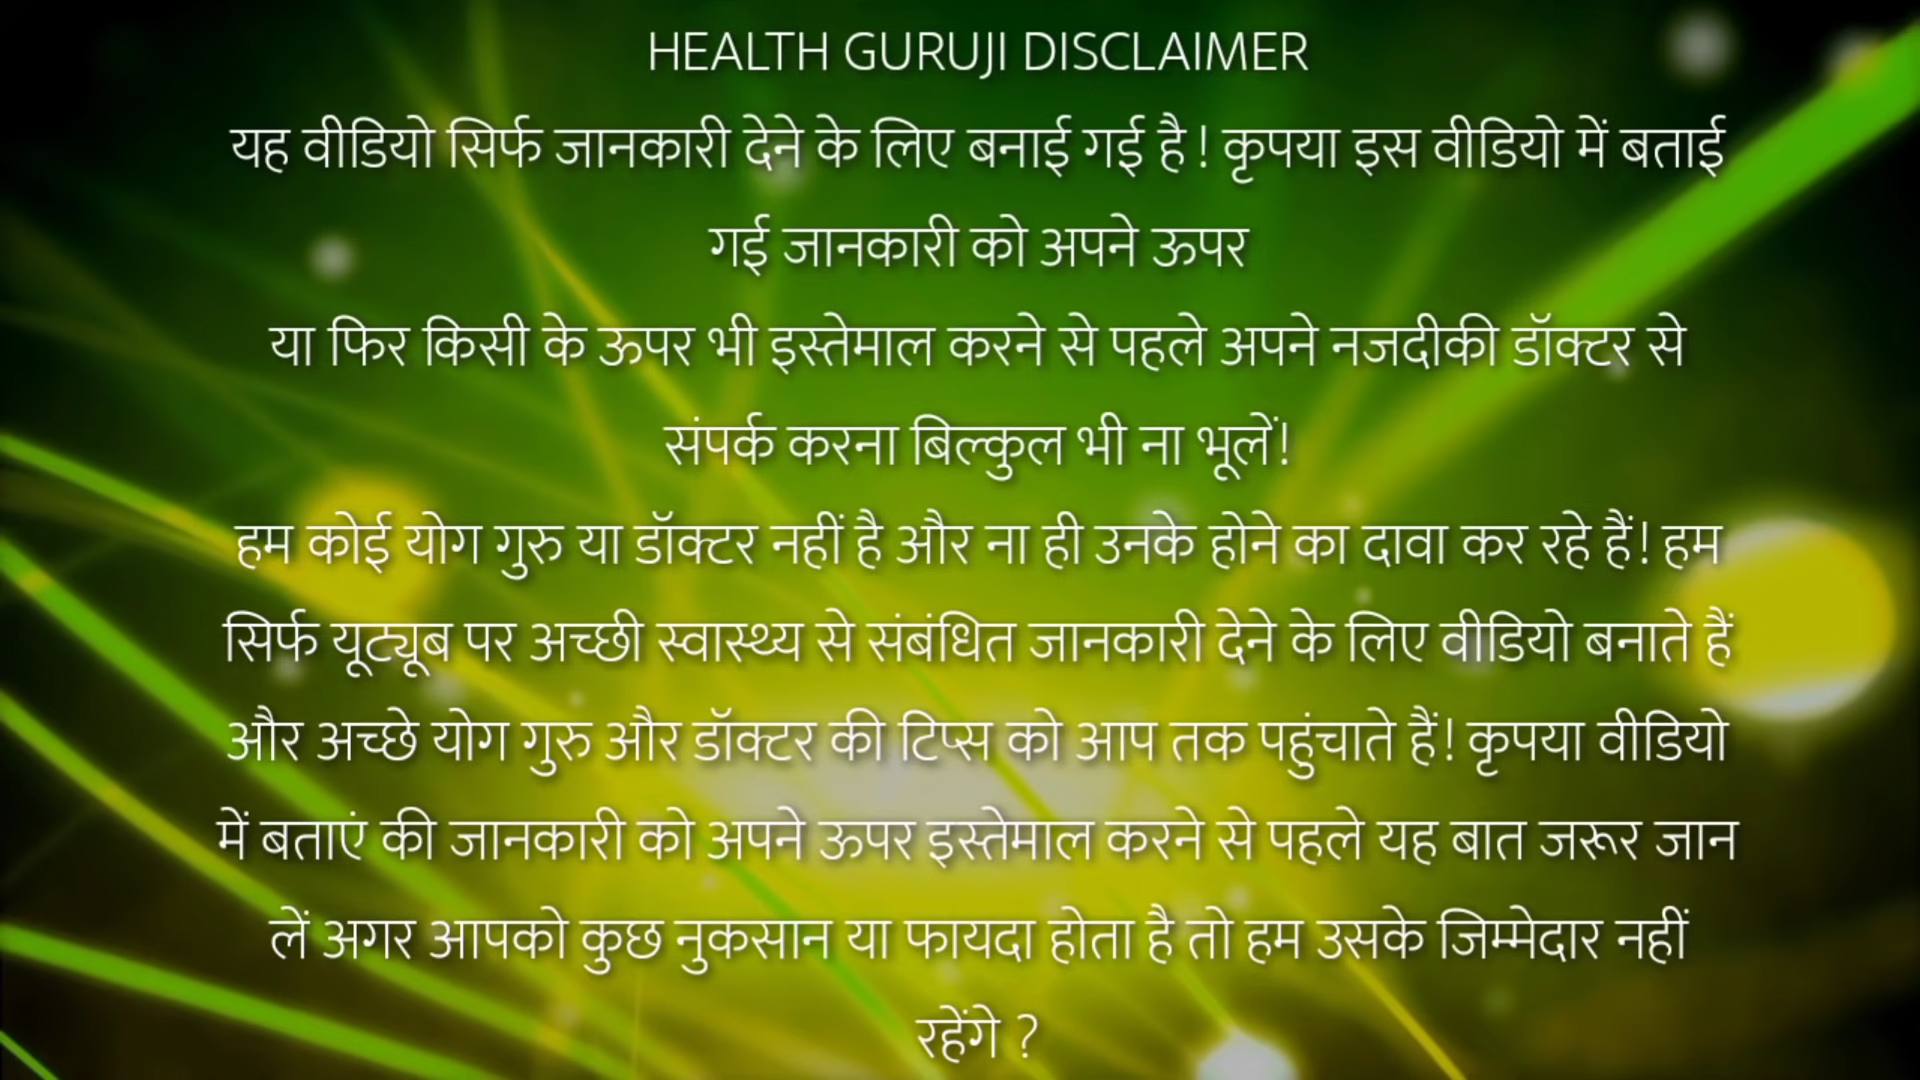 HEALTH GURUJI DISCLAIMER
यह वीडियो सिर्फ जानकारी देने के लिए बनाई गई है ! कृपया इस वीडियो में बताई
गई जानकारी को अपने ऊपर
या फिर किसी के ऊपर भी इस्तेमाल करने से पहले अपने नजदीकी डॉक्टर से
संपर्क करना बिल्कुल भी ना भूलें!
हम कोई योग गुरु या डॉक्टर नहीं है और ना ही उनके होने का दावा कर रहे हैं! हम
सिर्फ यूट्यूब पर अच्छी स्वास्थ्य से संबंधित जानकारी देने के लिए वीडियो बनाते हैं
और अच्छे योग गुरु और डॉक्टर की टिप्स को आप तक पहुंचाते हैं! कृपया वीडियो
में बताएं की जानकारी को अपने ऊपर इस्तेमाल करने से पहले यह बात जरूर जान
लें अगर आपको कुछ नुकसान या फायदा होता है तो हम उसके जिम्मेदार नहीं
रहेंगे ?